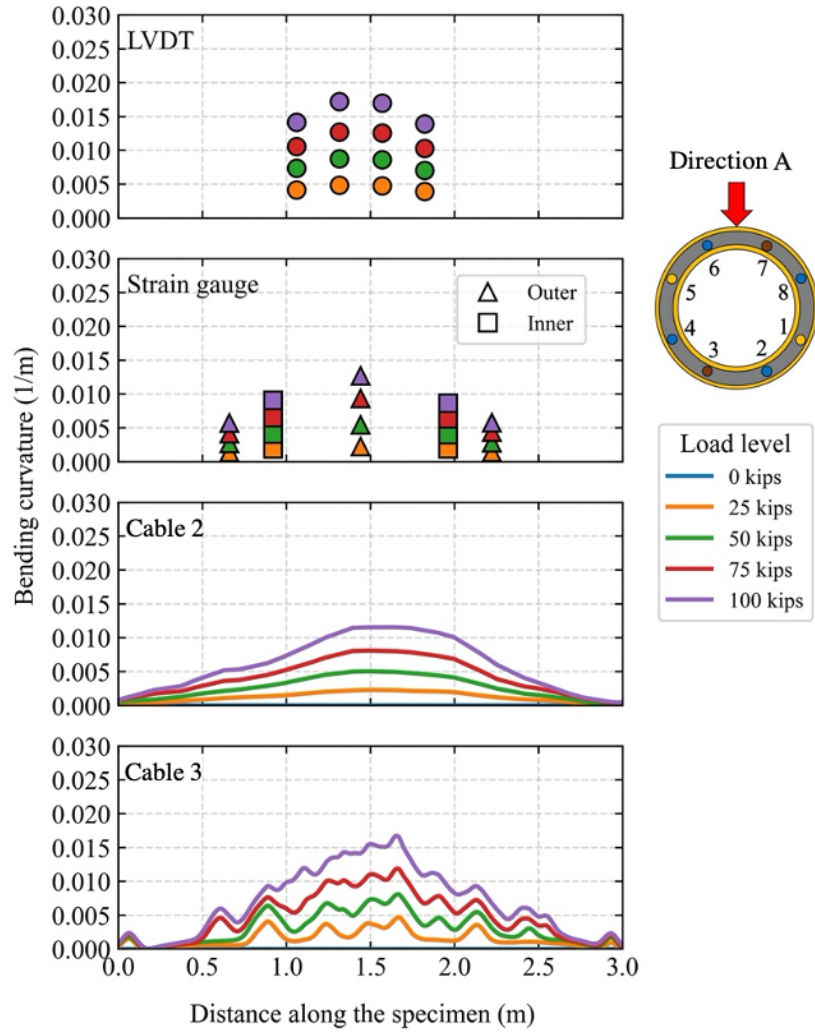 0.030
LVDT
0.025
0.020
0.015
0.010
0.005
0.000
0.030
Strain gauge
0.025
0.020
0.015
0.010
0.005
0.000
Outer
Inner
0.030
Cable 2
0.025
0.020
0.015
0.010
0.005
0.000
0.030
Cable 3
0.025
0.020
0.015
0.010
0.005
0.000
0.0 0.5 1.0 1.5 2.0 2.5 3.0
Distance along the specimen (m)
Bending curvature (1/m)
Direction A
6 7
5 8
4 1
3 2
Load level
0 kips
25 kips
50 kips
75 kips
100 kips